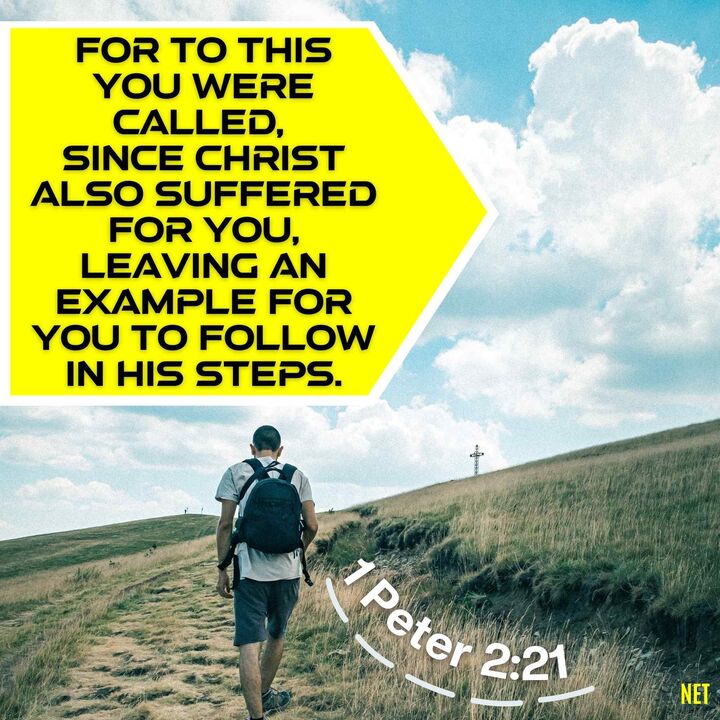 FOR TO THIS
YOU WERE
CALLED,
SINCE CHRIST
ALSO SUFFERED
FOR YOU,
LEAVING AN
EXAMPLE FOR
YOU TO FOLLOW
IN HIS STEPS.
1 Peter 2:21
NET